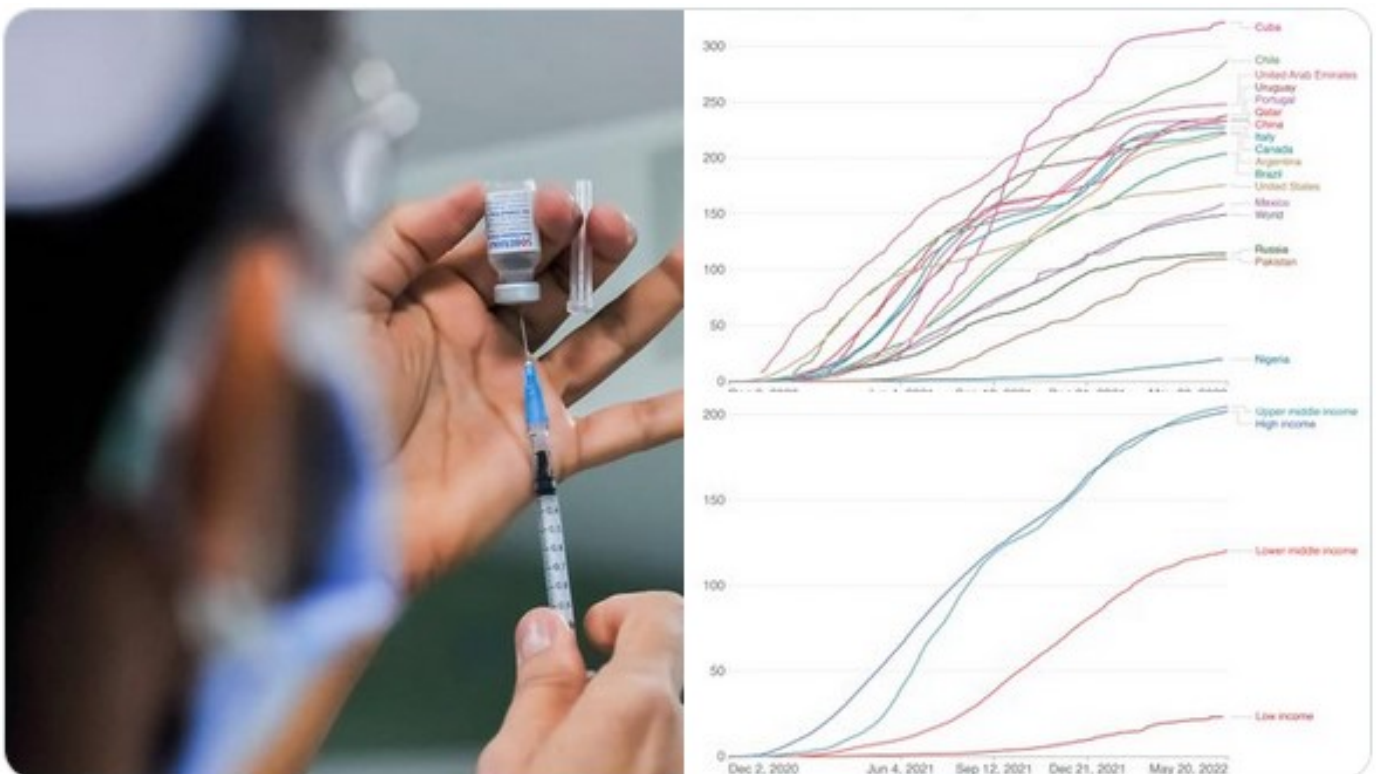 300
250
200
150
100
50
0
Cuba
Chile
United Arab Emirates
Uruguay
Portugal
Qatar
China
Italy
Canada
Argentina
Brazil
United States
Mexico
World
Russia
Pakistan
Nigeria
200
150
100
50
0
Upper middle income
High income
Lower middle income
Low income
Dec 2, 2020 Jun 4, 2021 Sep 12, 2021 Dec 21, 2021 May 20, 2022